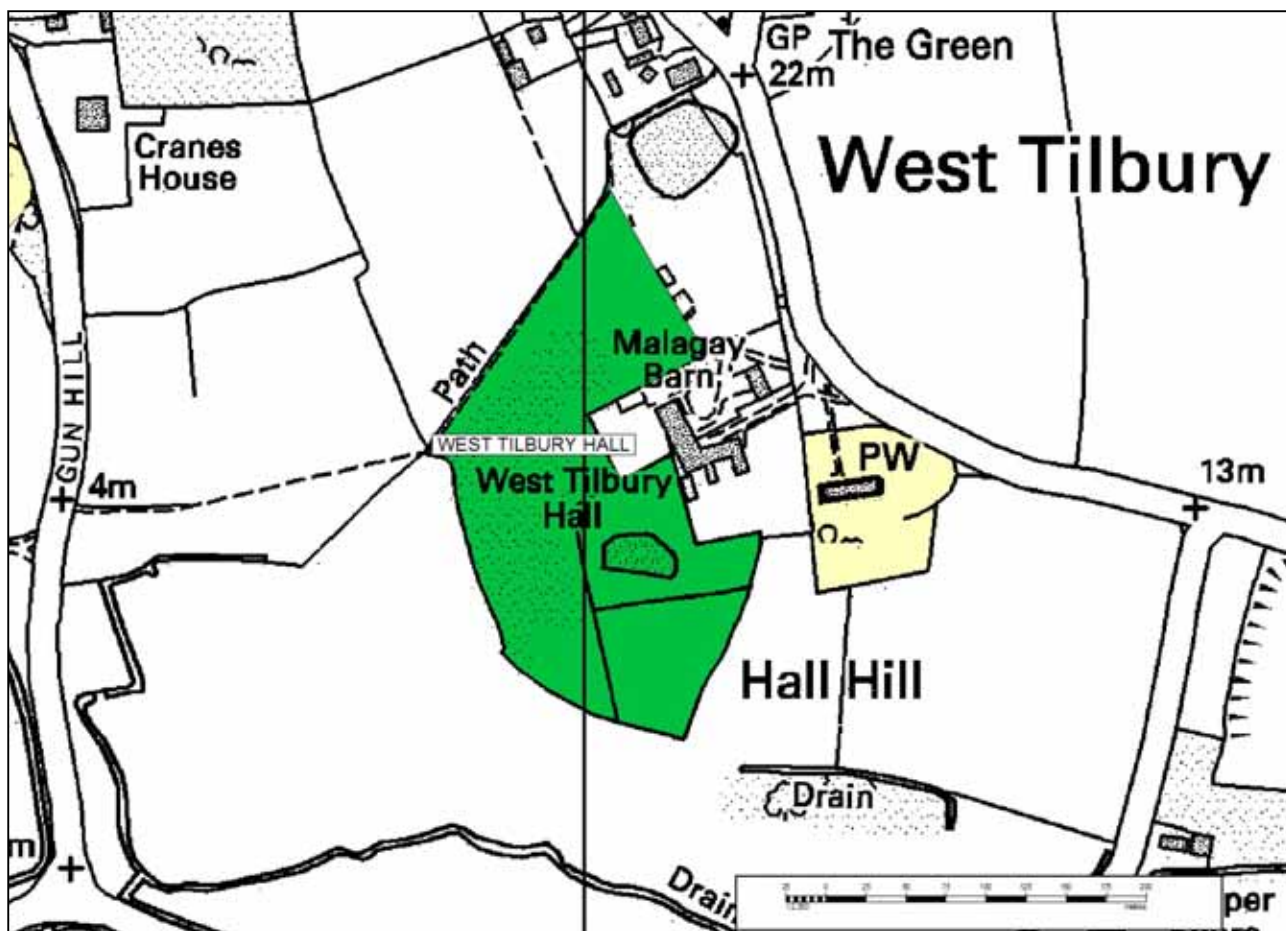 GP
The Green
22m
West Tilbury
Cranes
House
GUN HILL
Path
Malagay
Barn
WEST TILBURY HALL
West Tilbury
Hall
PW
13m
4m
Hall Hill
Drain
m
Drain
per